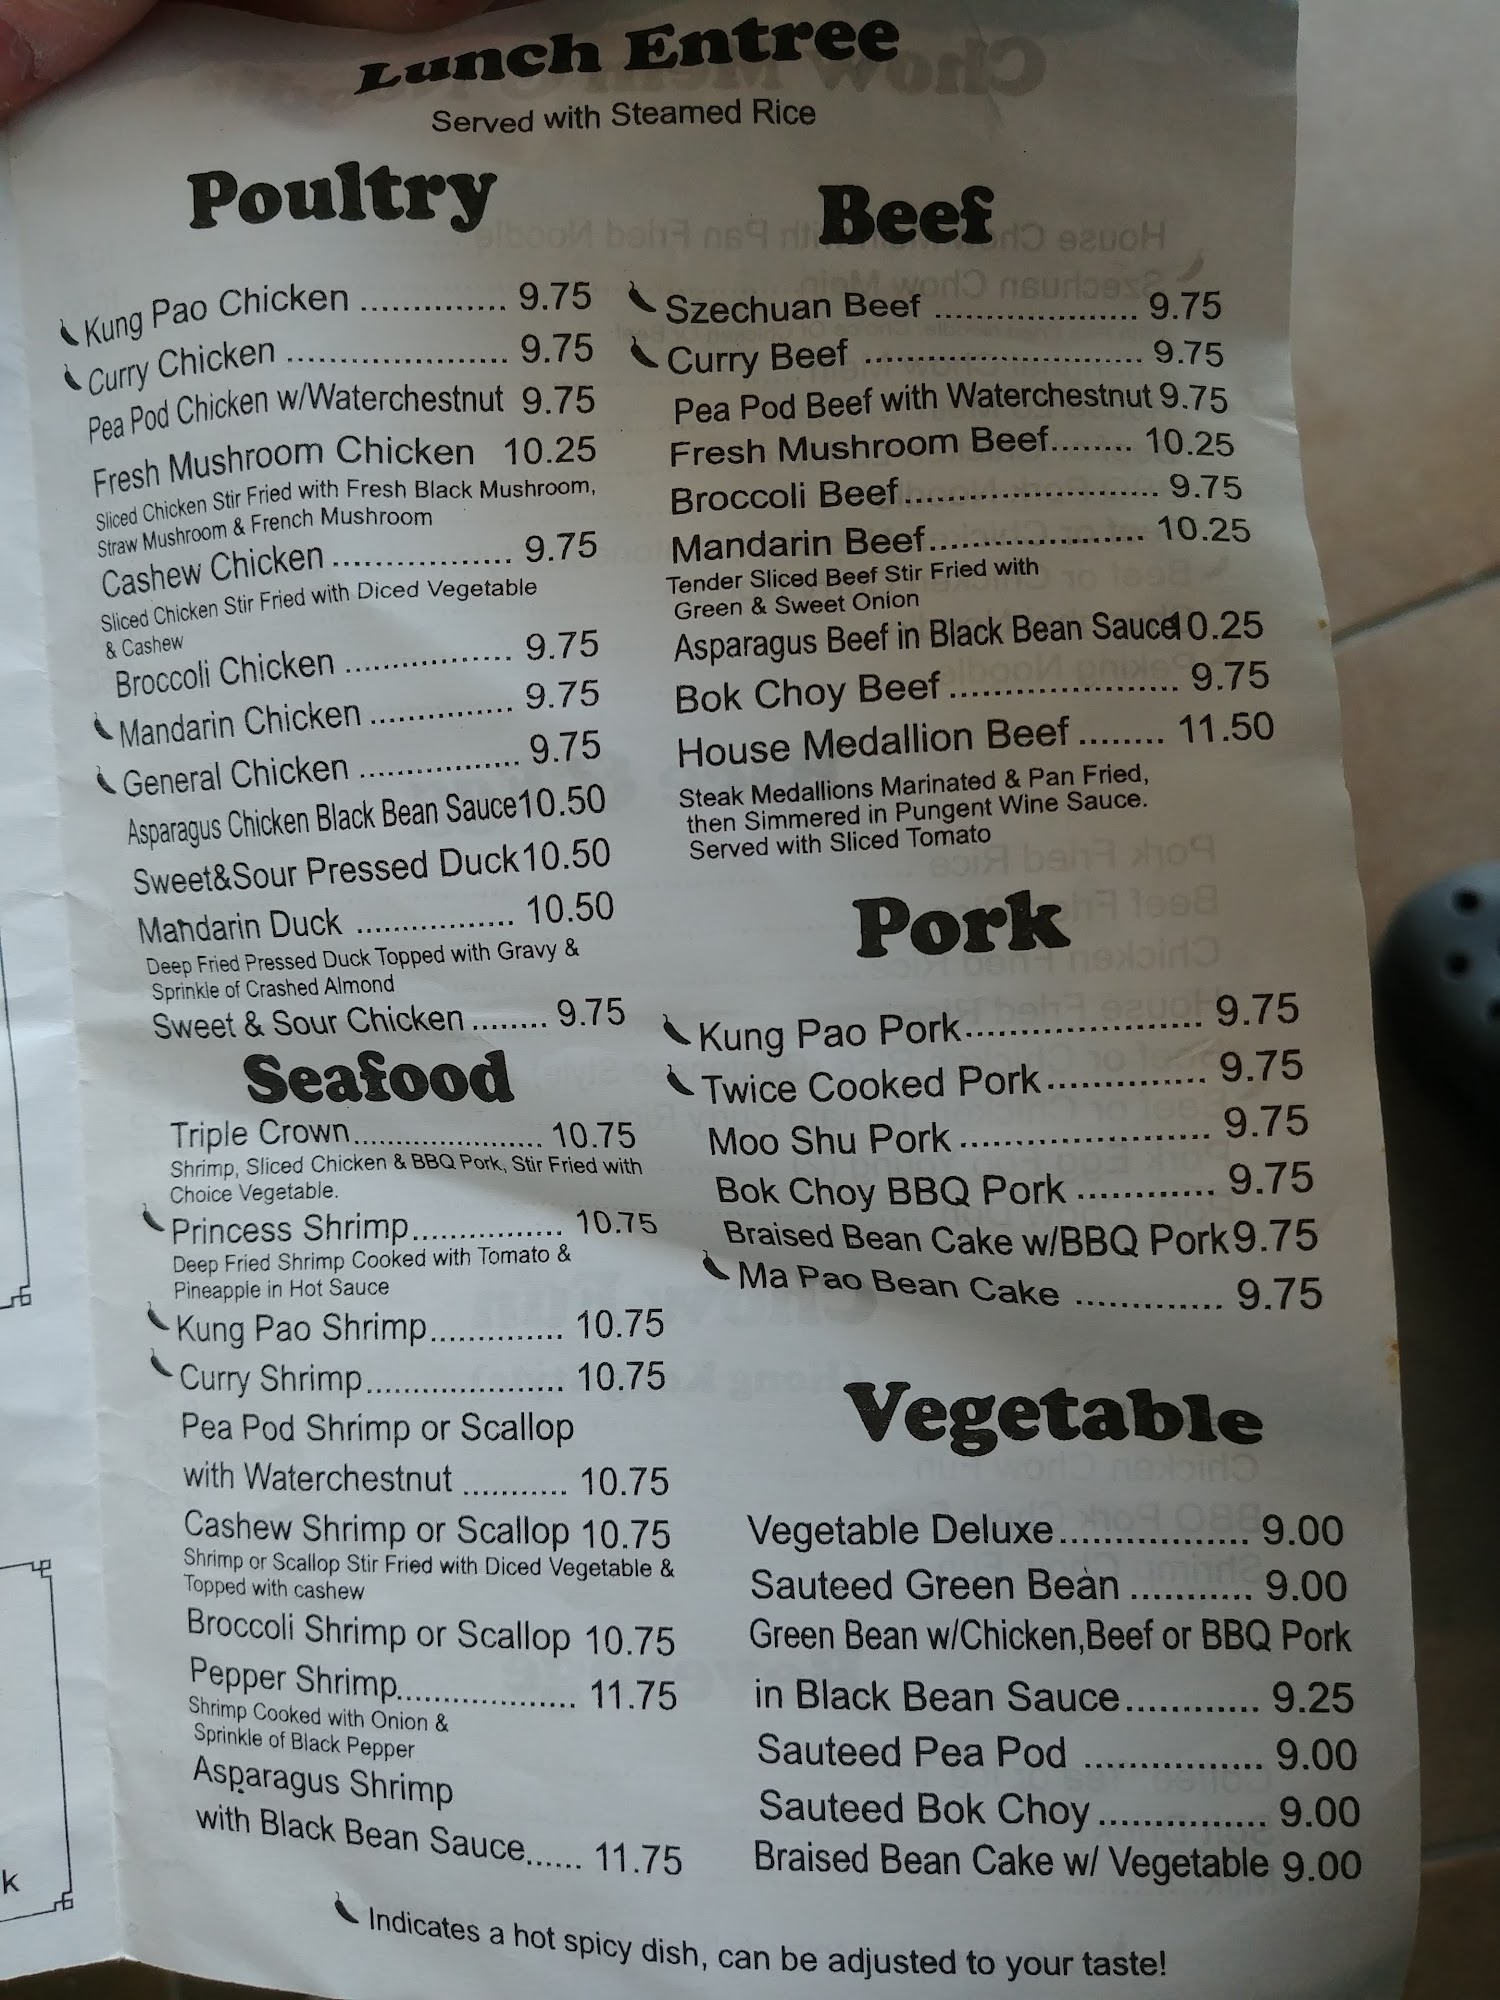 Lunch Entree
Served with Steamed Rice
Poultry
Kung Pao Chicken .............. 9.75
Curry Chicken ..................... 9.75
Pea Pod Chicken w/Waterchestnut 9.75
Fresh Mushroom Chicken 10.25
Sliced Chicken Stir Fried with Fresh Black Mushroom,
Straw Mushroom & French Mushroom
Cashew Chicken ................. 9.75
Sliced Chicken Stir Fried with Diced Vegetable
& Cashew
Broccoli Chicken ................ 9.75
Mandarin Chicken .............. 9.75
General Chicken ................ 9.75
Asparagus Chicken Black Bean Sauce 10.50
Sweet&Sour Pressed Duck 10.50
Mandarin Duck ................. 10.50
Deep Fried Pressed Duck Topped with Gravy &
Sprinkle of Crashed Almond
Sweet & Sour Chicken ........ 9.75
Seafood
Triple Crown...................... 10.75
Shrimp, Sliced Chicken & BBQ Pork, Stir Fried with
Choice Vegetable.
Princess Shrimp................ 10.75
Deep Fried Shrimp Cooked with Tomato &
Pineapple in Hot Sauce
Kung Pao Shrimp.............. 10.75
Curry Shrimp..................... 10.75
Pea Pod Shrimp or Scallop
with Waterchestnut ........... 10.75
Cashew Shrimp or Scallop 10.75
Shrimp or Scallop Stir Fried with Diced Vegetable &
Topped with cashew
Broccoli Shrimp or Scallop 10.75
Pepper Shrimp................... 11.75
Shrimp Cooked with Onion &
Sprinkle of Black Pepper
Asparagus Shrimp
with Black Bean Sauce...... 11.75
Beef
Szechuan Beef .................... 9.75
Curry Beef ............................ 9.75
Pea Pod Beef with Waterchestnut 9.75
Fresh Mushroom Beef........ 10.25
Broccoli Beef......................... 9.75
Mandarin Beef..................... 10.25
Tender Sliced Beef Stir Fried with
Green & Sweet Onion
Asparagus Beef in Black Bean Sauce 10.25
Bok Choy Beef ...................... 9.75
House Medallion Beef ........ 11.50
Steak Medallions Marinated & Pan Fried,
then Simmered in Pungent Wine Sauce.
Served with Sliced Tomato
Pork
Kung Pao Pork....................... 9.75
Twice Cooked Pork............... 9.75
Moo Shu Pork ........................ 9.75
Bok Choy BBQ Pork ............. 9.75
Braised Bean Cake w/BBQ Pork 9.75
Ma Pao Bean Cake .............. 9.75
Vegetable
Vegetable Deluxe.................. 9.00
Sauteed Green Bean ........... 9.00
Green Bean w/Chicken,Beef or BBQ Pork
in Black Bean Sauce............. 9.25
Sauteed Pea Pod ................. 9.00
Sauteed Bok Choy ................ 9.00
Braised Bean Cake w/ Vegetable 9.00
Indicates a hot spicy dish, can be adjusted to your taste!
k